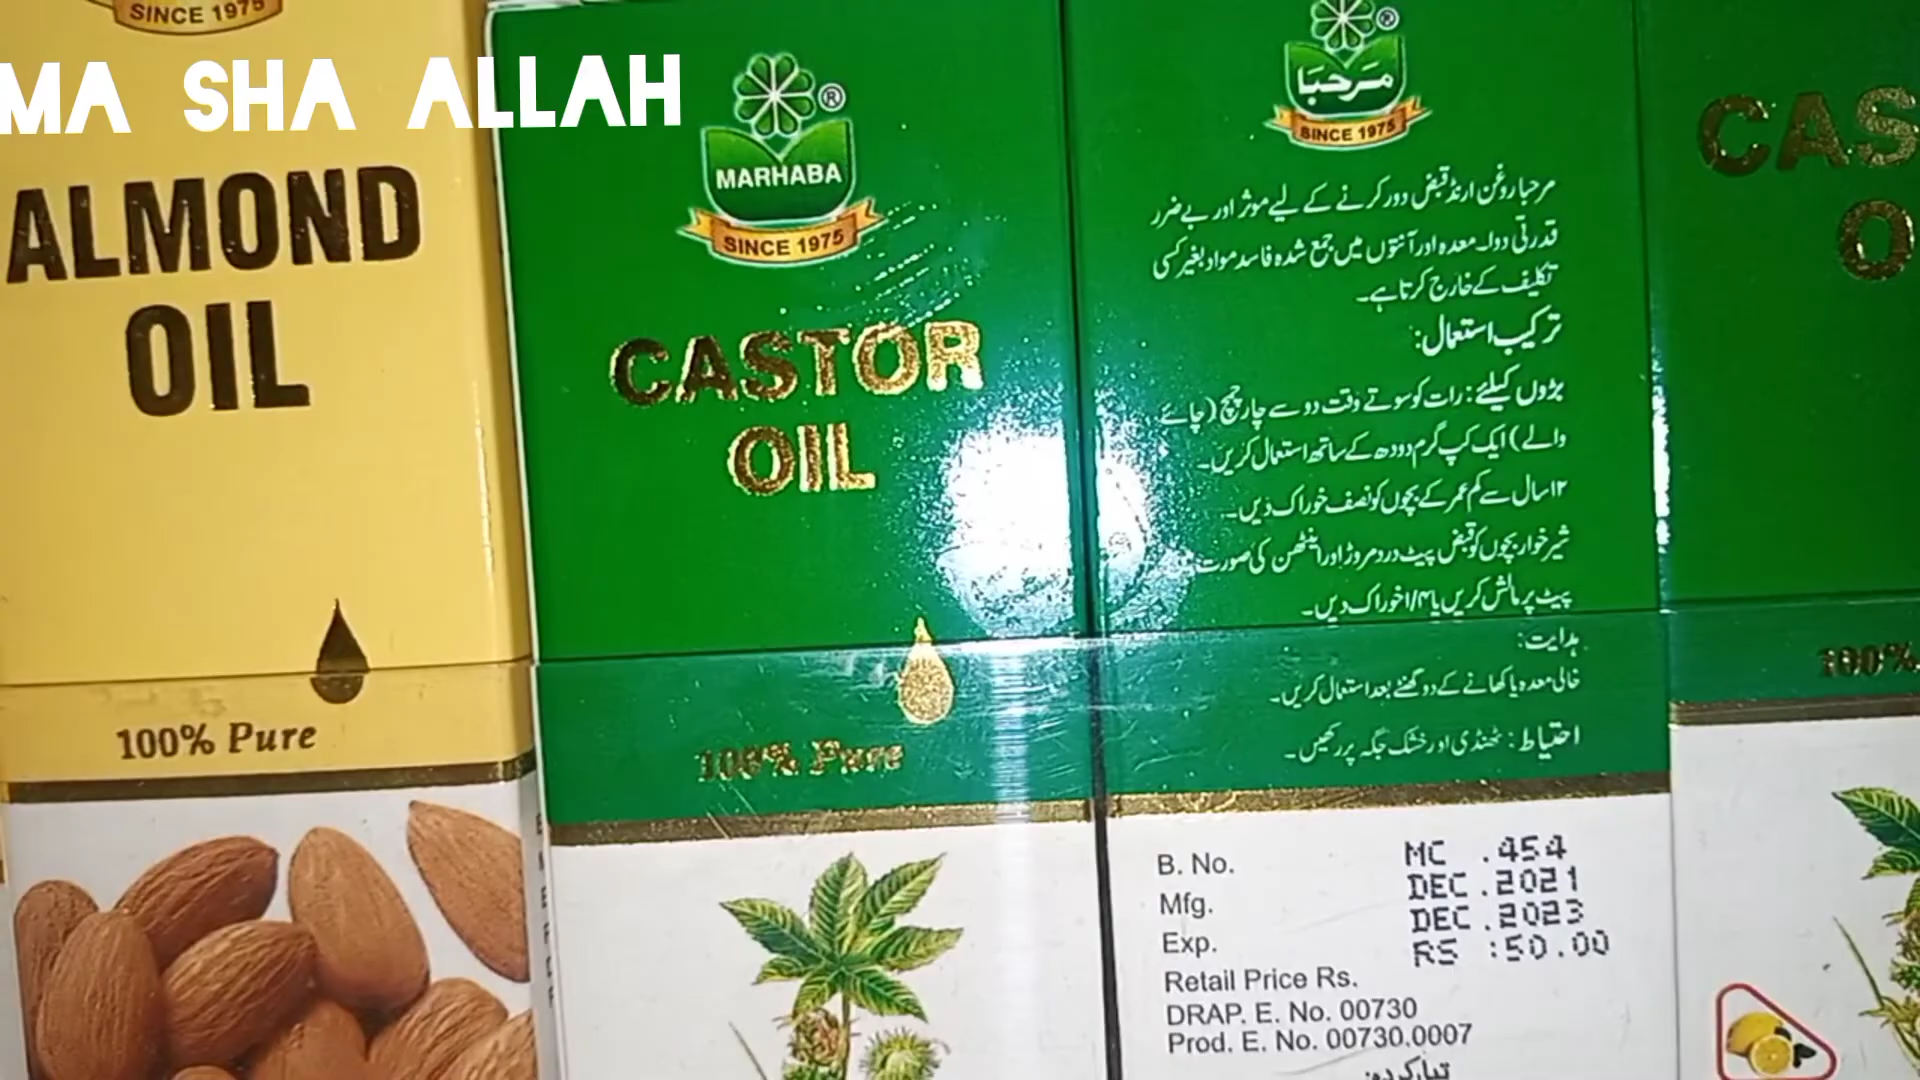 SINCE 1975
MA SHA ALLAH
ALMOND
OIL
100% Pure
MARHABA
®
SINCE 1975
CASTOR
OIL
100% Pure
®
مرحبا
SINCE 1975
مرحبا روغن ارنڈ قبض دور کرنے کے لیے موثر اور بے ضرر
قدرتی دوا۔ معدہ اور آنتوں میں جمع شدہ فاسد مواد بغیر کسی
تکلیف کے خارج کرتا ہے۔
ترکیب استعمال:
بڑوں کیلئے: رات کو سوتے وقت دو سے چار چمچ (چائے
والے) ایک کپ گرم دودھ کے ساتھ استعمال کریں۔
۱۲ سال سے کم عمر کے بچوں کو نصف خوراک دیں۔
شیر خوار بچوں کو قبض پیٹ درد مروڑ اور اینٹھن کی صورت
پیٹ پر مالش کریں یا ۱/۴ خوراک دیں۔
ہدایت:
خالی معدہ یا کھانے کے دو گھنٹے بعد استعمال کریں۔
احتیاط: ٹھنڈی اور خشک جگہ پر رکھیں۔
B. No. MC .454
Mfg. DEC.2021
Exp. DEC.2023
Retail Price Rs. RS :50.00
DRAP. E. No. 00730
Prod. E. No. 00730.0007
تیار کردہ:
CAS
O
100%